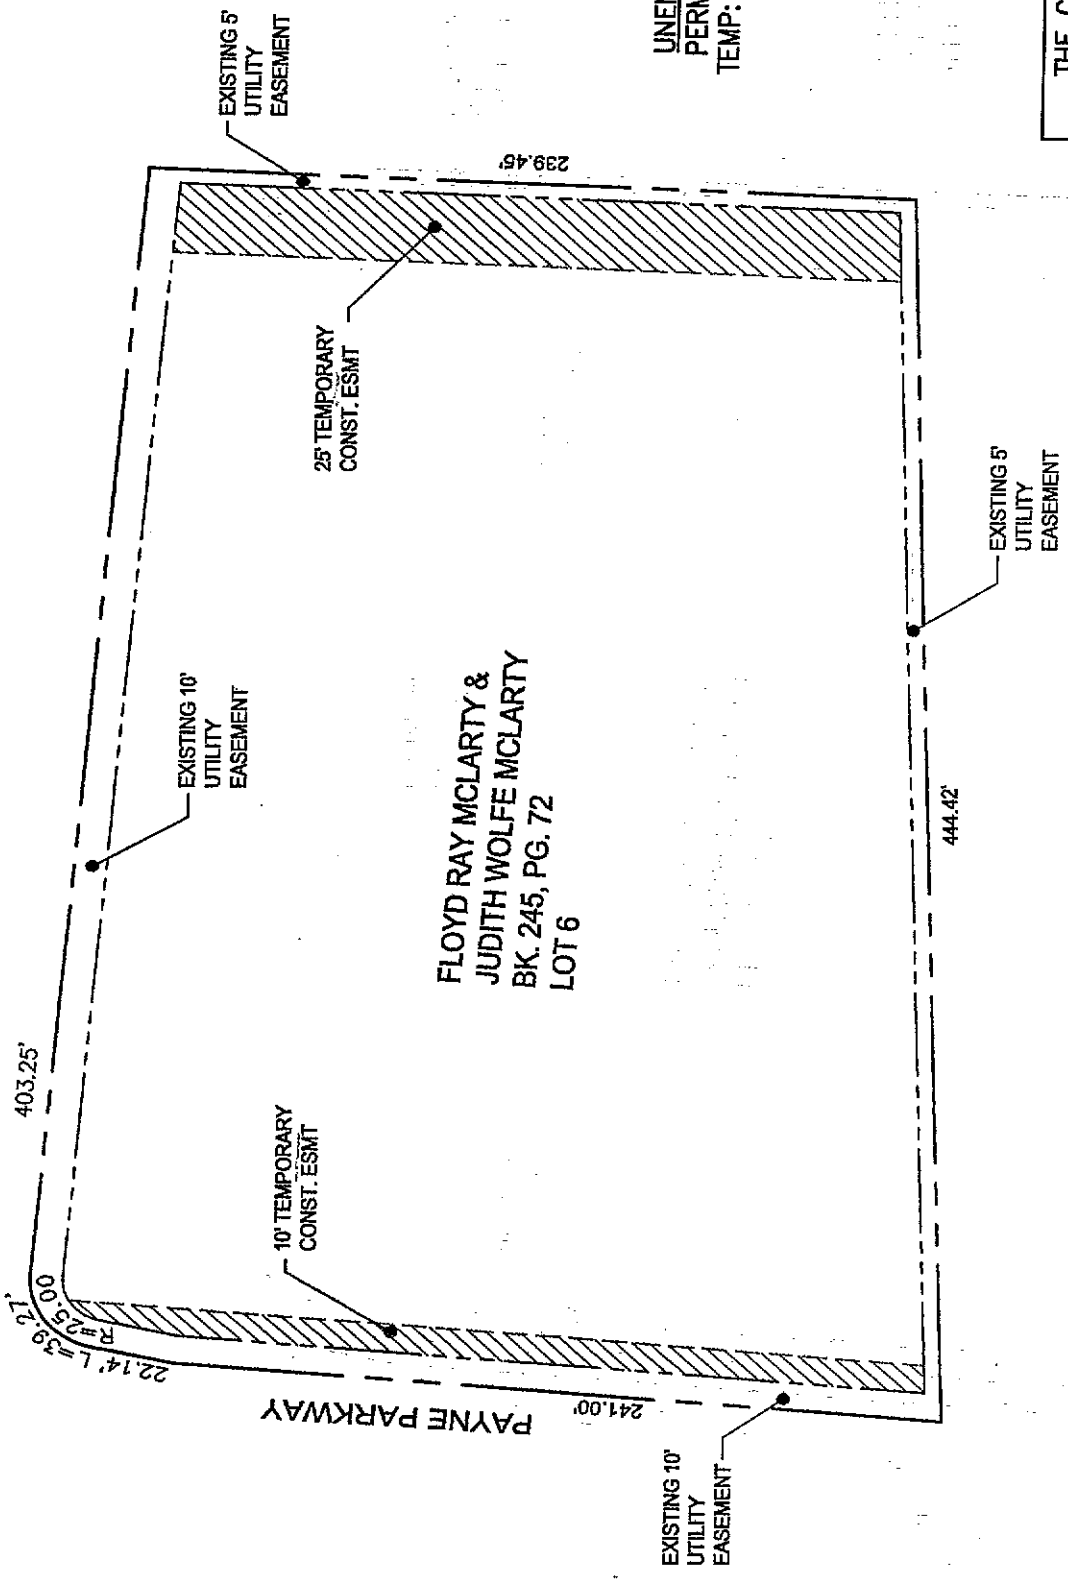 EXISTING 5'
UTILITY
EASEMENT
239.45'
25' TEMPORARY
CONST. ESMT
403.25'
EXISTING 10'
UTILITY
EASEMENT
FLOYD RAY MCLARTY &
JUDITH WOLFE MCLARTY
BK. 245, PG. 72
LOT 6
EXISTING 5'
UTILITY
EASEMENT
444.42'
10' TEMPORARY
CONST. ESMT
R=25.00
L=39.27'
22.14'
PAYNE PARKWAY
241.00'
EXISTING 10'
UTILITY
EASEMENT
TEMP:
THE